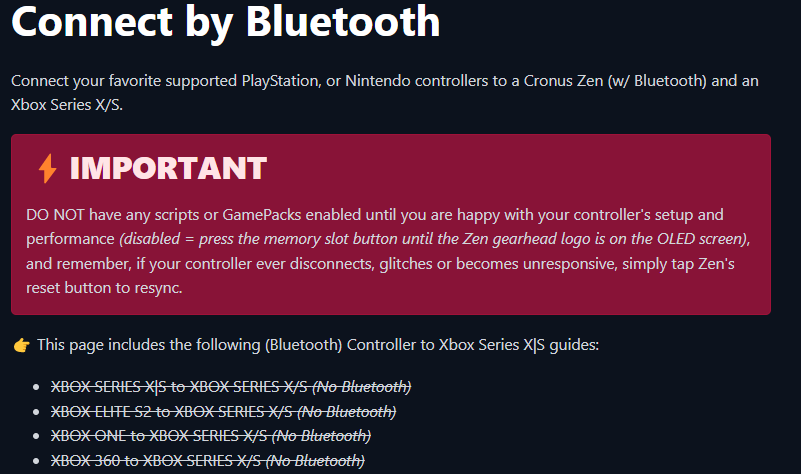 Connect by Bluetooth
Connect your favorite supported PlayStation, or Nintendo controllers to a Cronus Zen (w/ Bluetooth) and an
Xbox Series X/S.
IMPORTANT
DO NOT have any scripts or GamePacks enabled until you are happy with your controller's setup and
performance (disabled = press the memory slot button until the Zen gearhead logo is on the OLED screen),
and remember, if your controller ever disconnects, glitches or becomes unresponsive, simply tap Zen's
reset button to resync.
This page includes the following (Bluetooth) Controller to Xbox Series X|S guides:
XBOX SERIES X|S to XBOX SERIES X/S (No Bluetooth)
XBOX ELITE S2 to XBOX SERIES X/S (No Bluetooth)
XBOX ONE to XBOX SERIES X/S (No Bluetooth)
XBOX 360 to XBOX SERIES X/S (No Bluetooth)